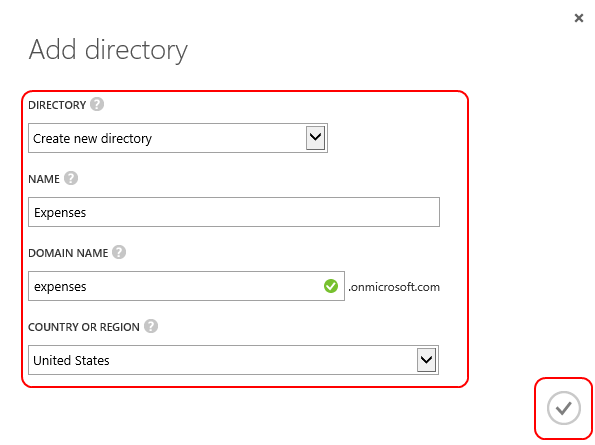 Add directory
DIRECTORY ?
Create new directory
NAME ?
Expenses
DOMAIN NAME ?
expenses .onmicrosoft.com
COUNTRY OR REGION ?
United States